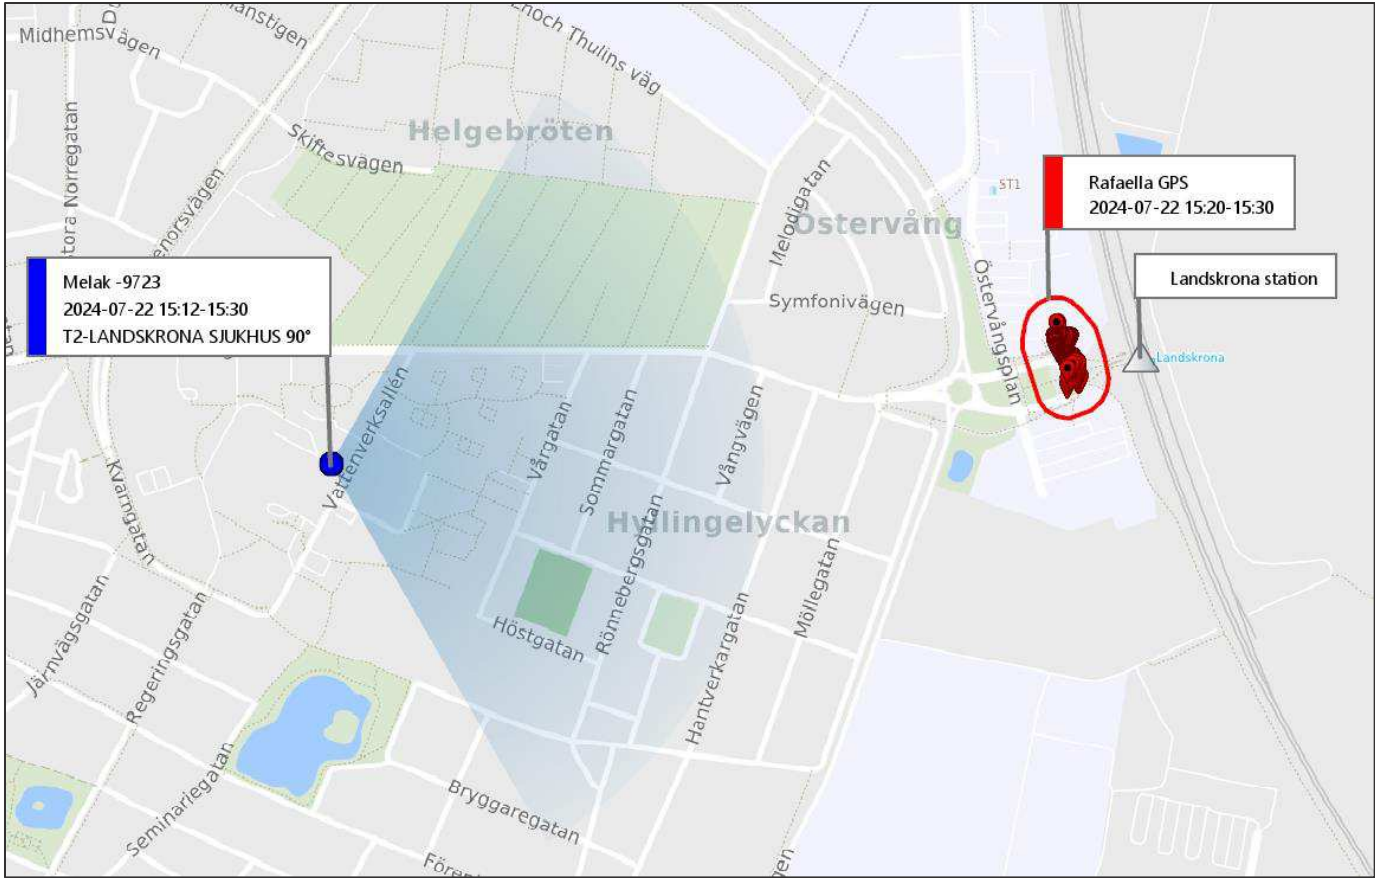 Midhemsvägen
Enoch Thulins väg
Stora Norregatan
Skiftesvägen
Helgebröten
Melodigatan
Östervång
ST1
Rafaella GPS
2024-07-22 15:20-15:30
Landskrona station
Melak -9723
2024-07-22 15:12-15:30
T2-LANDSKRONA SJUKHUS 90°
Symfonivägen
Östervångsplan
Landskrona
Vattenverksallén
Vårgatan
Sommargatan
Vångvägen
Kvarngatan
Hyllingelyckan
Rönnebergsgatan
Järnvägsgatan
Regeringsgatan
Höstgatan
Hantverkargatan
Möllegatan
Seminariegatan
Bryggaregatan